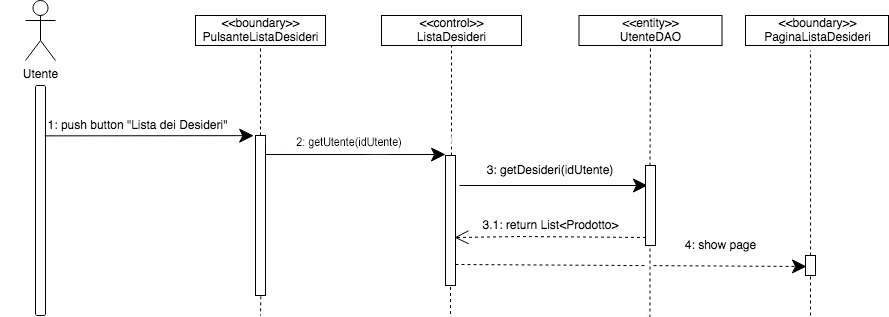 <<boundary>>
PulsanteListaDesideri
<<control>>
ListaDesideri
<<entity>>
UtenteDAO
<<boundary>>
PaginaListaDesideri
Utente
1: push button "Lista dei Desideri"
2: getUtente(idUtente)
3: getDesideri(idUtente)
3.1: return List<Prodotto>
4: show page